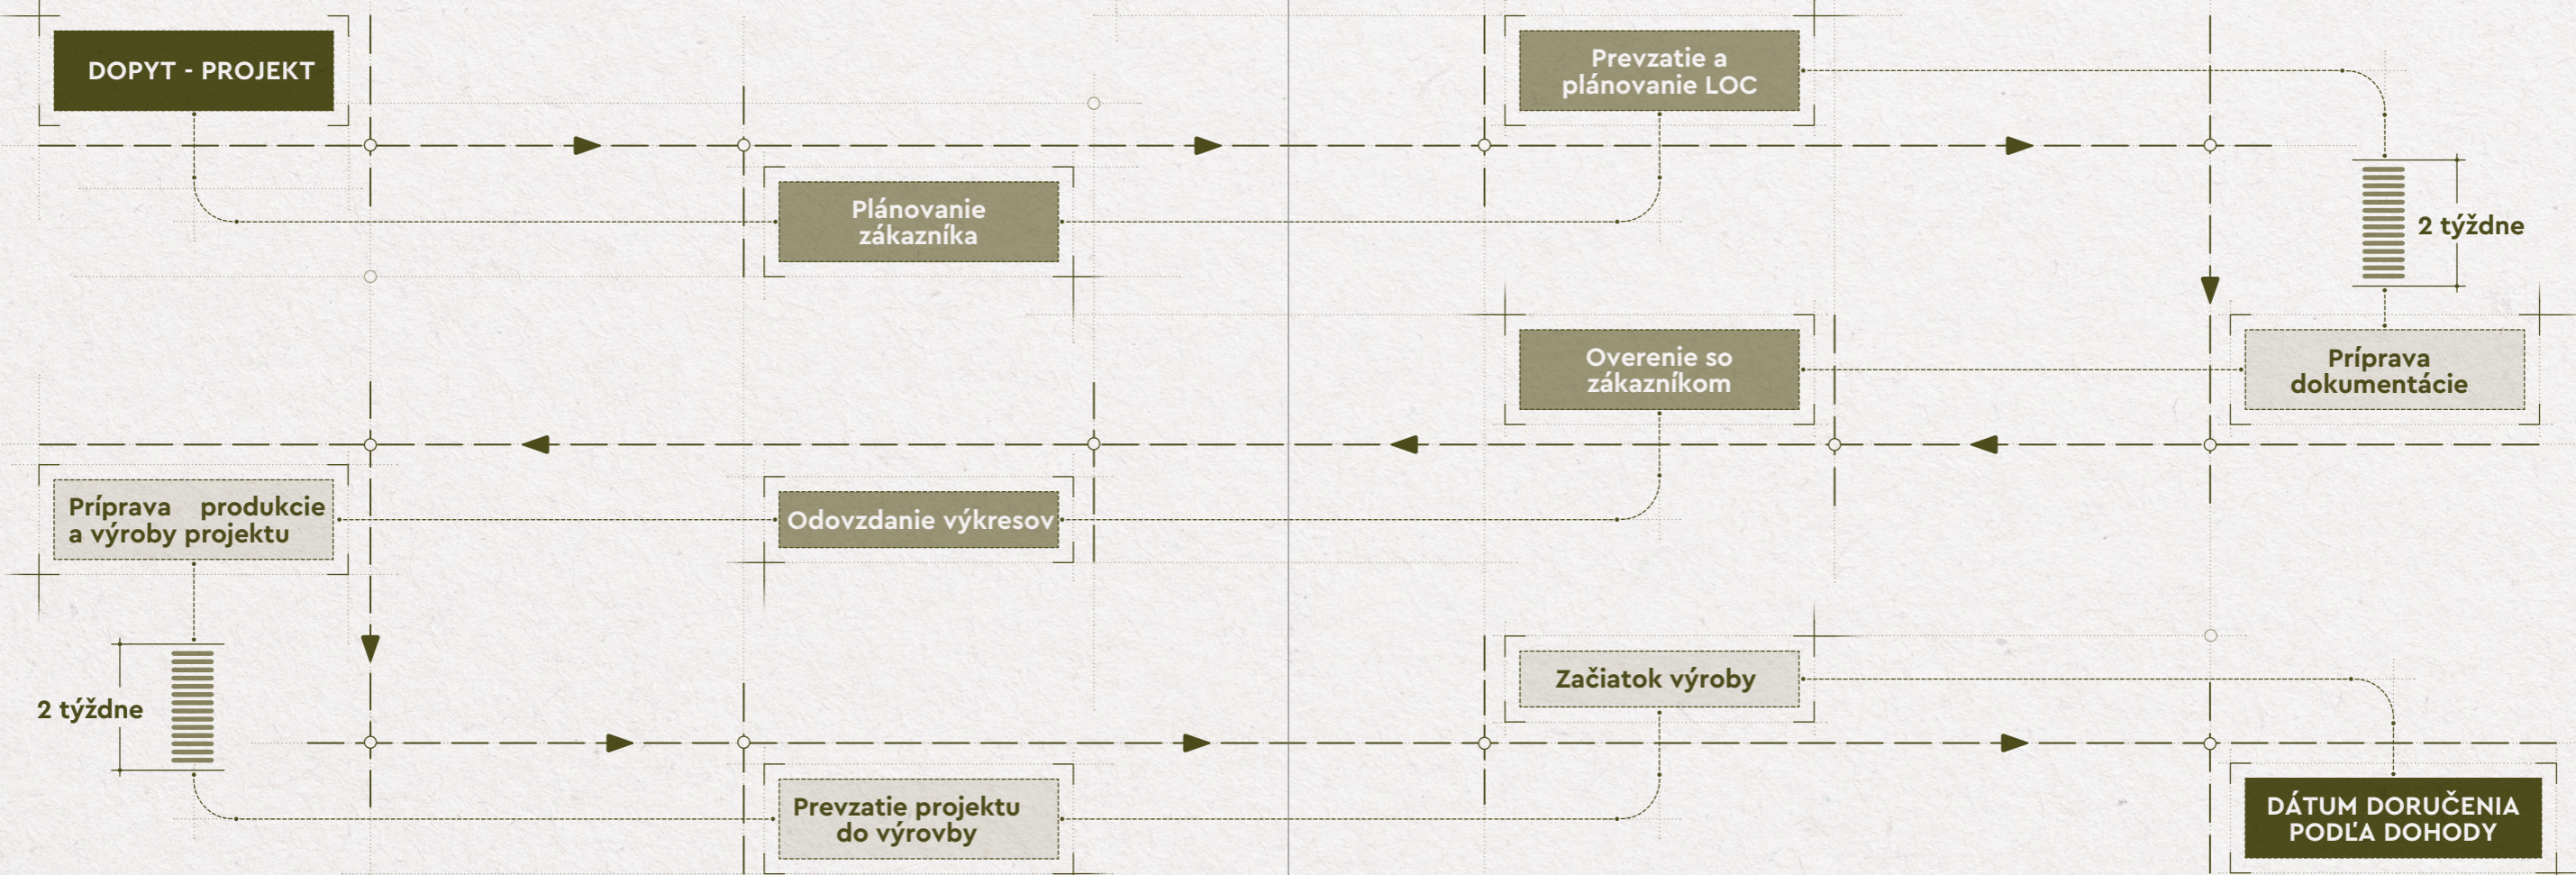 DOPYT - PROJEKT
Plánovanie
zákazníka
Prevzatie a
plánovanie LOC
2 týždne
Príprava
dokumentácie
Overenie so
zákazníkom
Odovzdanie výkresov
Príprava produkcie
a výroby projektu
2 týždne
Prevzatie projektu
do výrovby
Začiatok výroby
DÁTUM DORUČENIA
PODĽA DOHODY